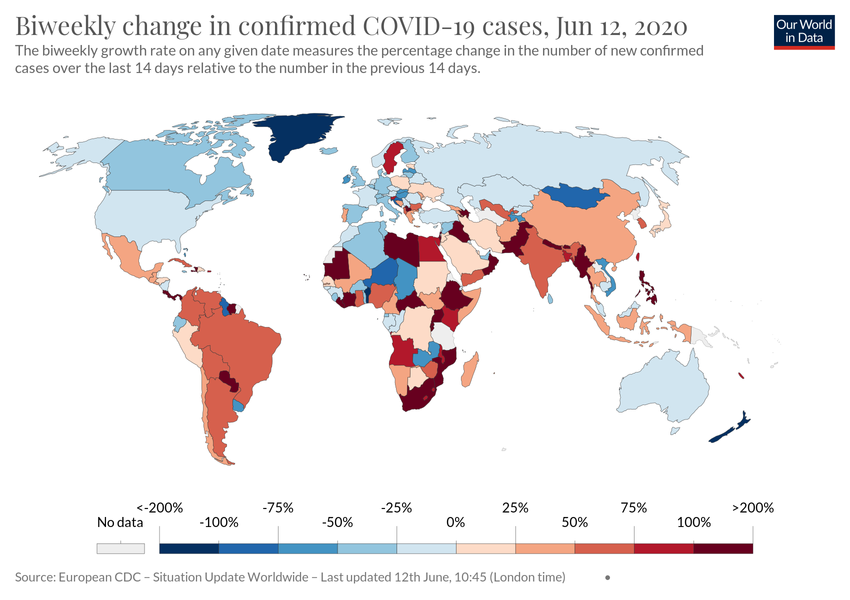 Biweekly change in confirmed COVID-19 cases, Jun 12, 2020
Our World
in Data
The biweekly growth rate on any given date measures the percentage change in the number of new confirmed
cases over the last 14 days relative to the number in the previous 14 days.
<-200% -75% -25% 25% 75% >200%
No data -100% -50% 0% 50% 100%
Source: European CDC – Situation Update Worldwide – Last updated 12th June, 10:45 (London time) •